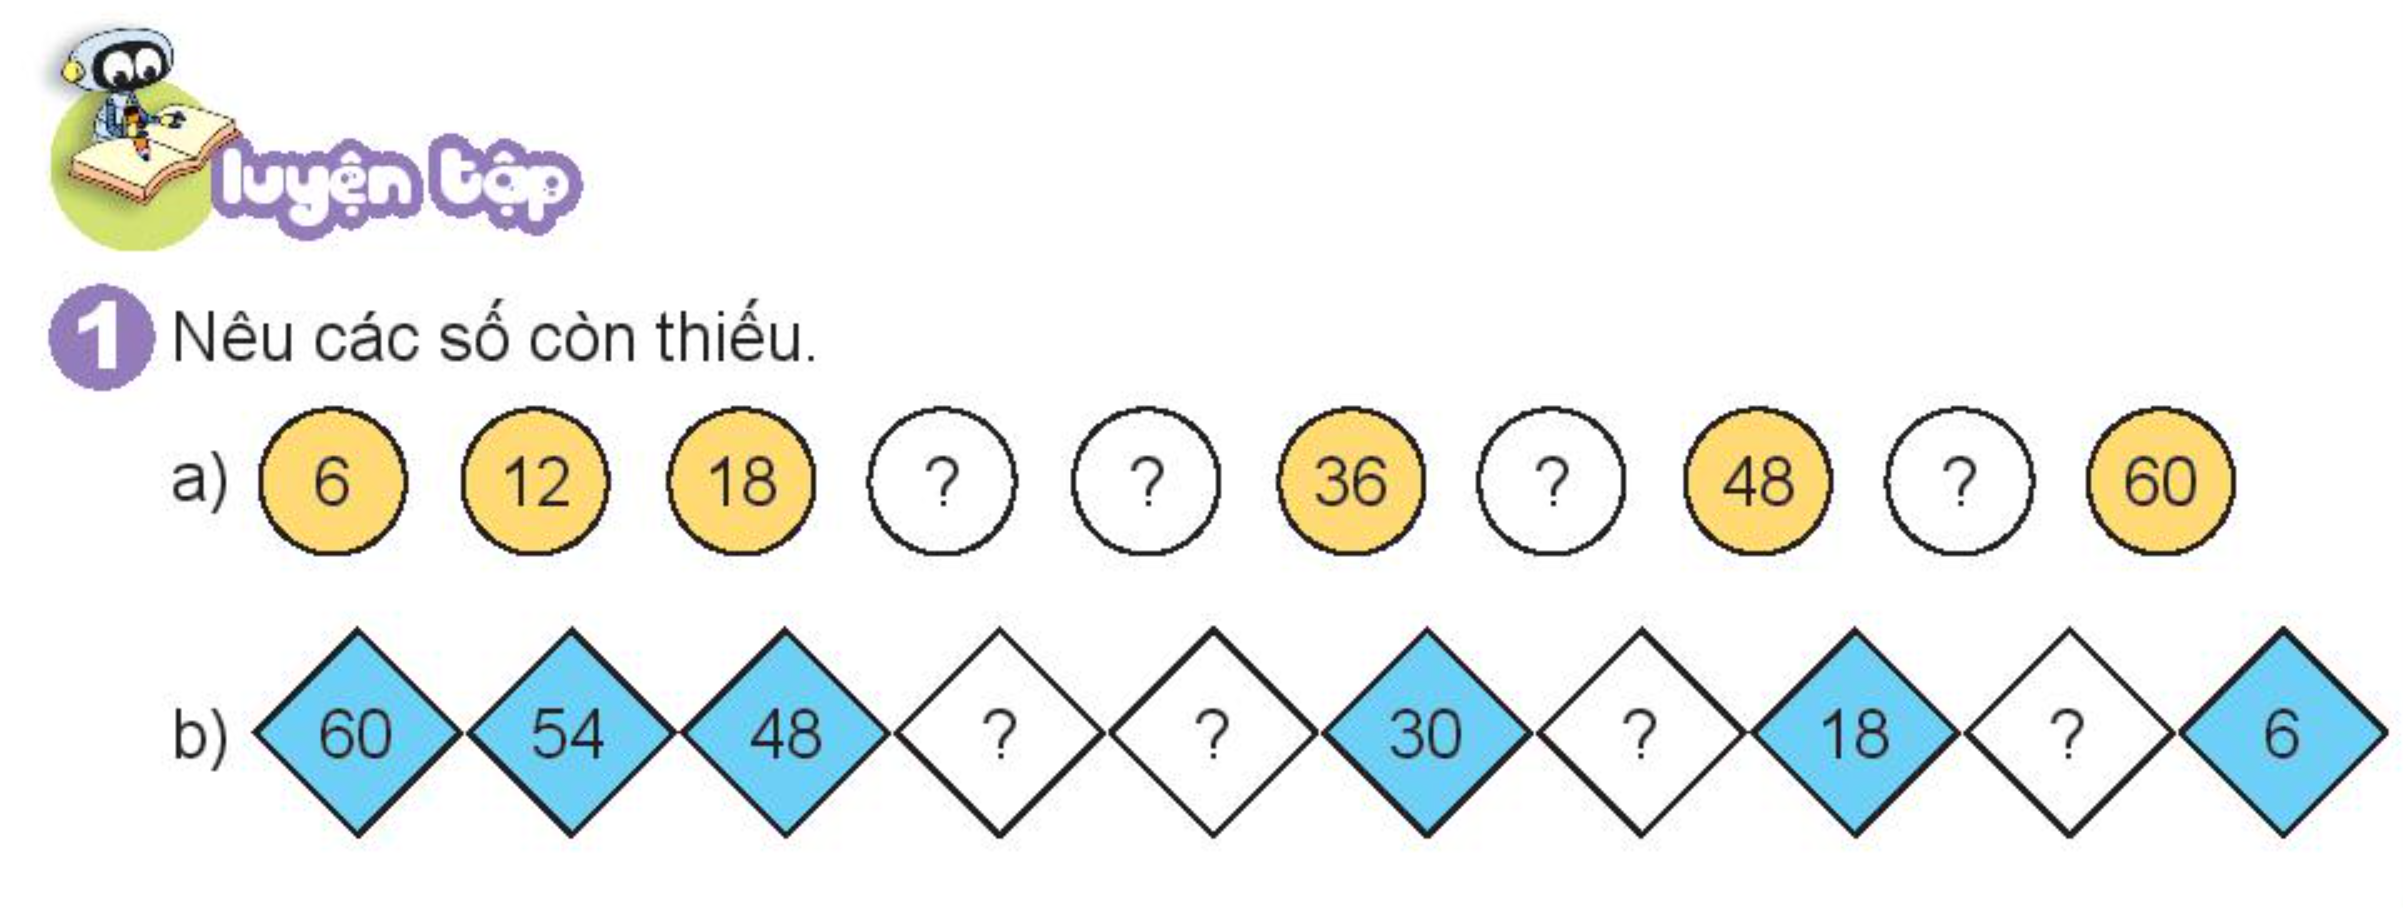 luyện tập
1 Nêu các số còn thiếu.
a) 6 12 18 ? ? 36 ? 48 ? 60
b) 60 54 48 ? ? 30 ? 18 ? 6